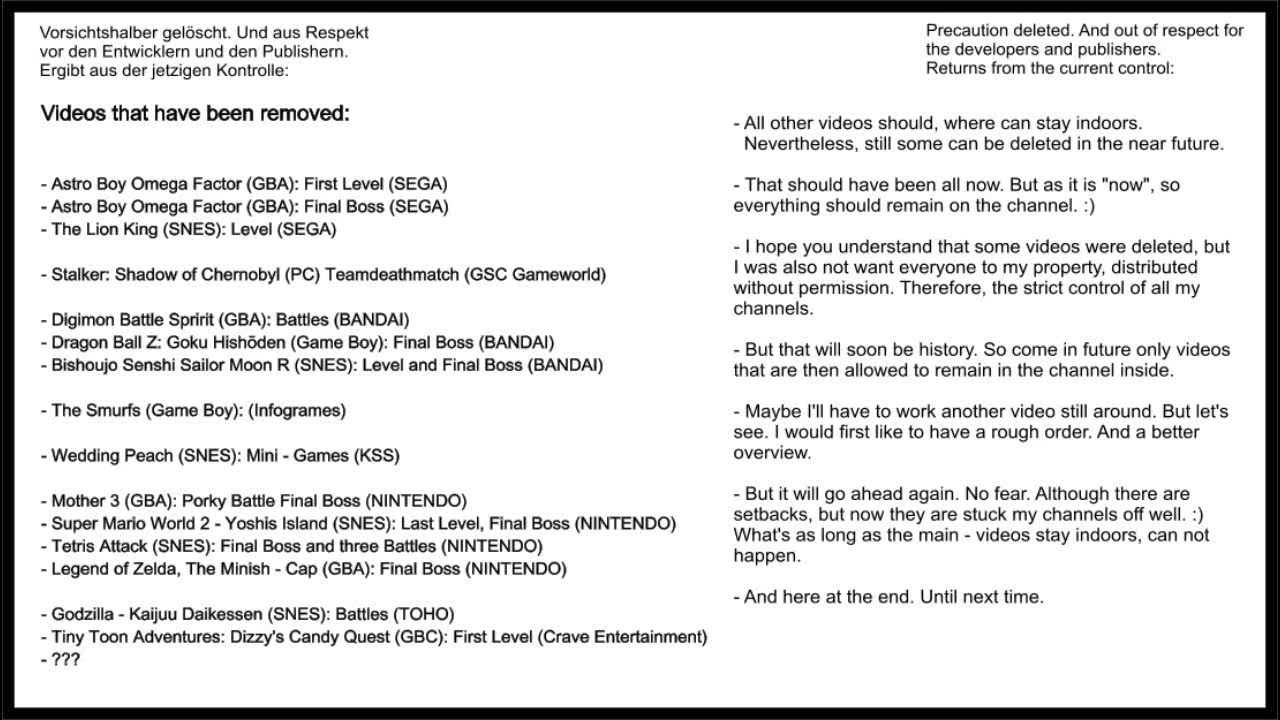 Vorsichtshalber gelöscht. Und aus Respekt
vor den Entwicklern und den Publishern.
Ergibt aus der jetzigen Kontrolle:
Videos that have been removed:
- Astro Boy Omega Factor (GBA): First Level (SEGA)
- Astro Boy Omega Factor (GBA): Final Boss (SEGA)
- The Lion King (SNES): Level (SEGA)
- Stalker: Shadow of Chernobyl (PC) Teamdeathmatch (GSC Gameworld)
- Digimon Battle Spririt (GBA): Battles (BANDAI)
- Dragon Ball Z: Goku Hishōden (Game Boy): Final Boss (BANDAI)
- Bishoujo Senshi Sailor Moon R (SNES): Level and Final Boss (BANDAI)
- The Smurfs (Game Boy): (Infogrames)
- Wedding Peach (SNES): Mini - Games (KSS)
- Mother 3 (GBA): Porky Battle Final Boss (NINTENDO)
- Super Mario World 2 - Yoshis Island (SNES): Last Level, Final Boss (NINTENDO)
- Tetris Attack (SNES): Final Boss and three Battles (NINTENDO)
- Legend of Zelda, The Minish - Cap (GBA): Final Boss (NINTENDO)
- Godzilla - Kaijuu Daikessen (SNES): Battles (TOHO)
- Tiny Toon Adventures: Dizzy's Candy Quest (GBC): First Level (Crave Entertainment)
- ???
Precaution deleted. And out of respect for
the developers and publishers.
Returns from the current control:
- All other videos should, where can stay indoors.
Nevertheless, still some can be deleted in the near future.
- That should have been all now. But as it is "now", so
everything should remain on the channel. :)
- I hope you understand that some videos were deleted, but
I was also not want everyone to my property, distributed
without permission. Therefore, the strict control of all my
channels.
- But that will soon be history. So come in future only videos
that are then allowed to remain in the channel inside.
- Maybe I'll have to work another video still around. But let's
see. I would first like to have a rough order. And a better
overview.
- But it will go ahead again. No fear. Although there are
setbacks, but now they are stuck my channels off well. :)
What's as long as the main - videos stay indoors, can not
happen.
- And here at the end. Until next time.